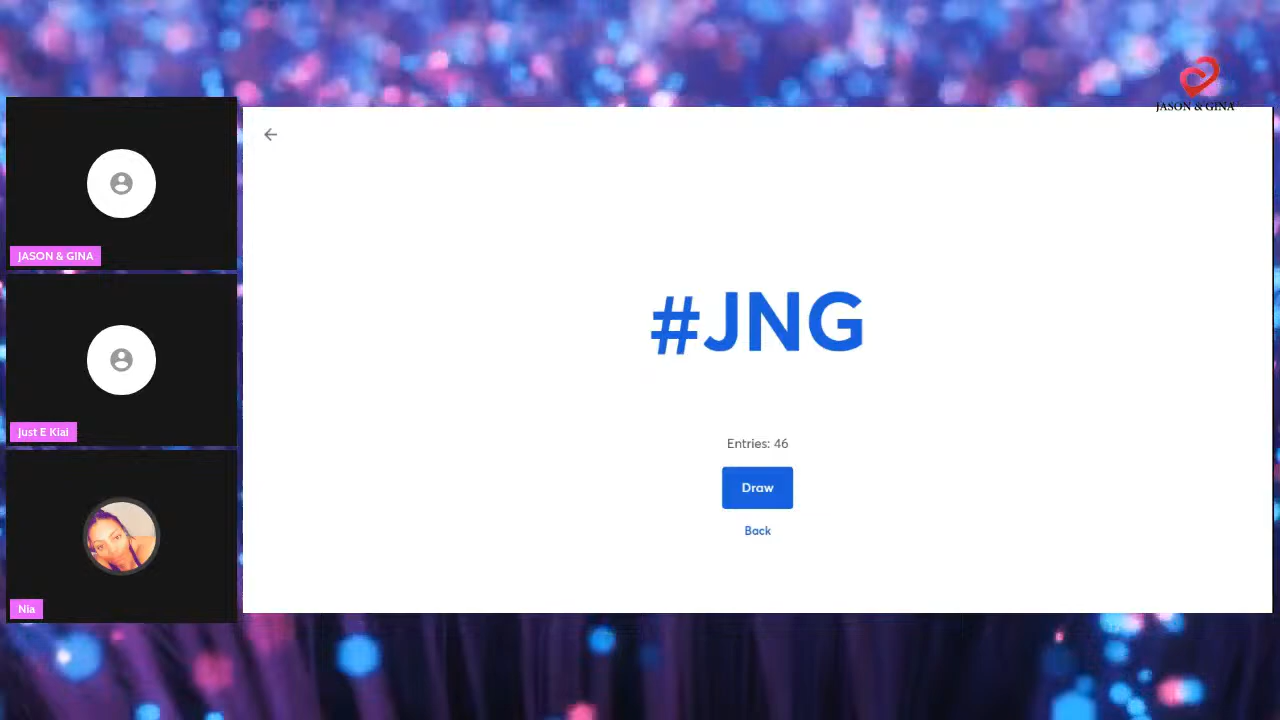 JASON & GINA
JASON & GINA
Just E Kiai
Nia
#JNG
Entries: 46
Draw
Back